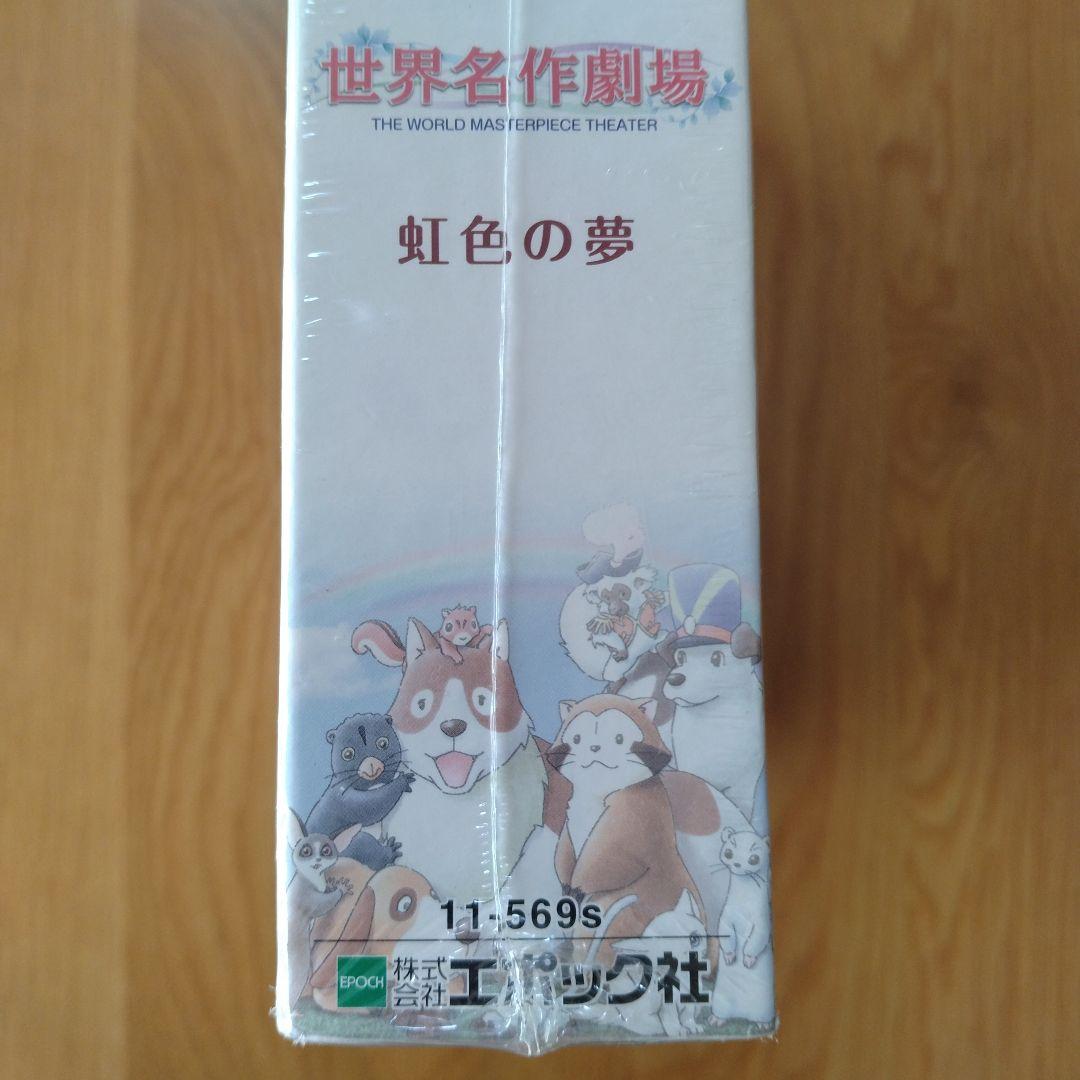 世界名作劇場
THE WORLD MASTERPIECE THEATER
虹色の夢
11-569s
EPOCH 株式会社 エポック社